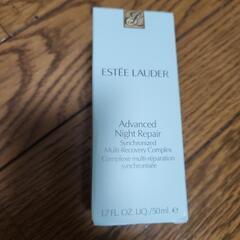 ESTĒE LAUDER
Advanced
Night Repair
Synchronized
Multi-Recovery Complex
Complexe multi-réparation
synchronisée
1.7 FL. OZ. LIQ./50 ml ℮